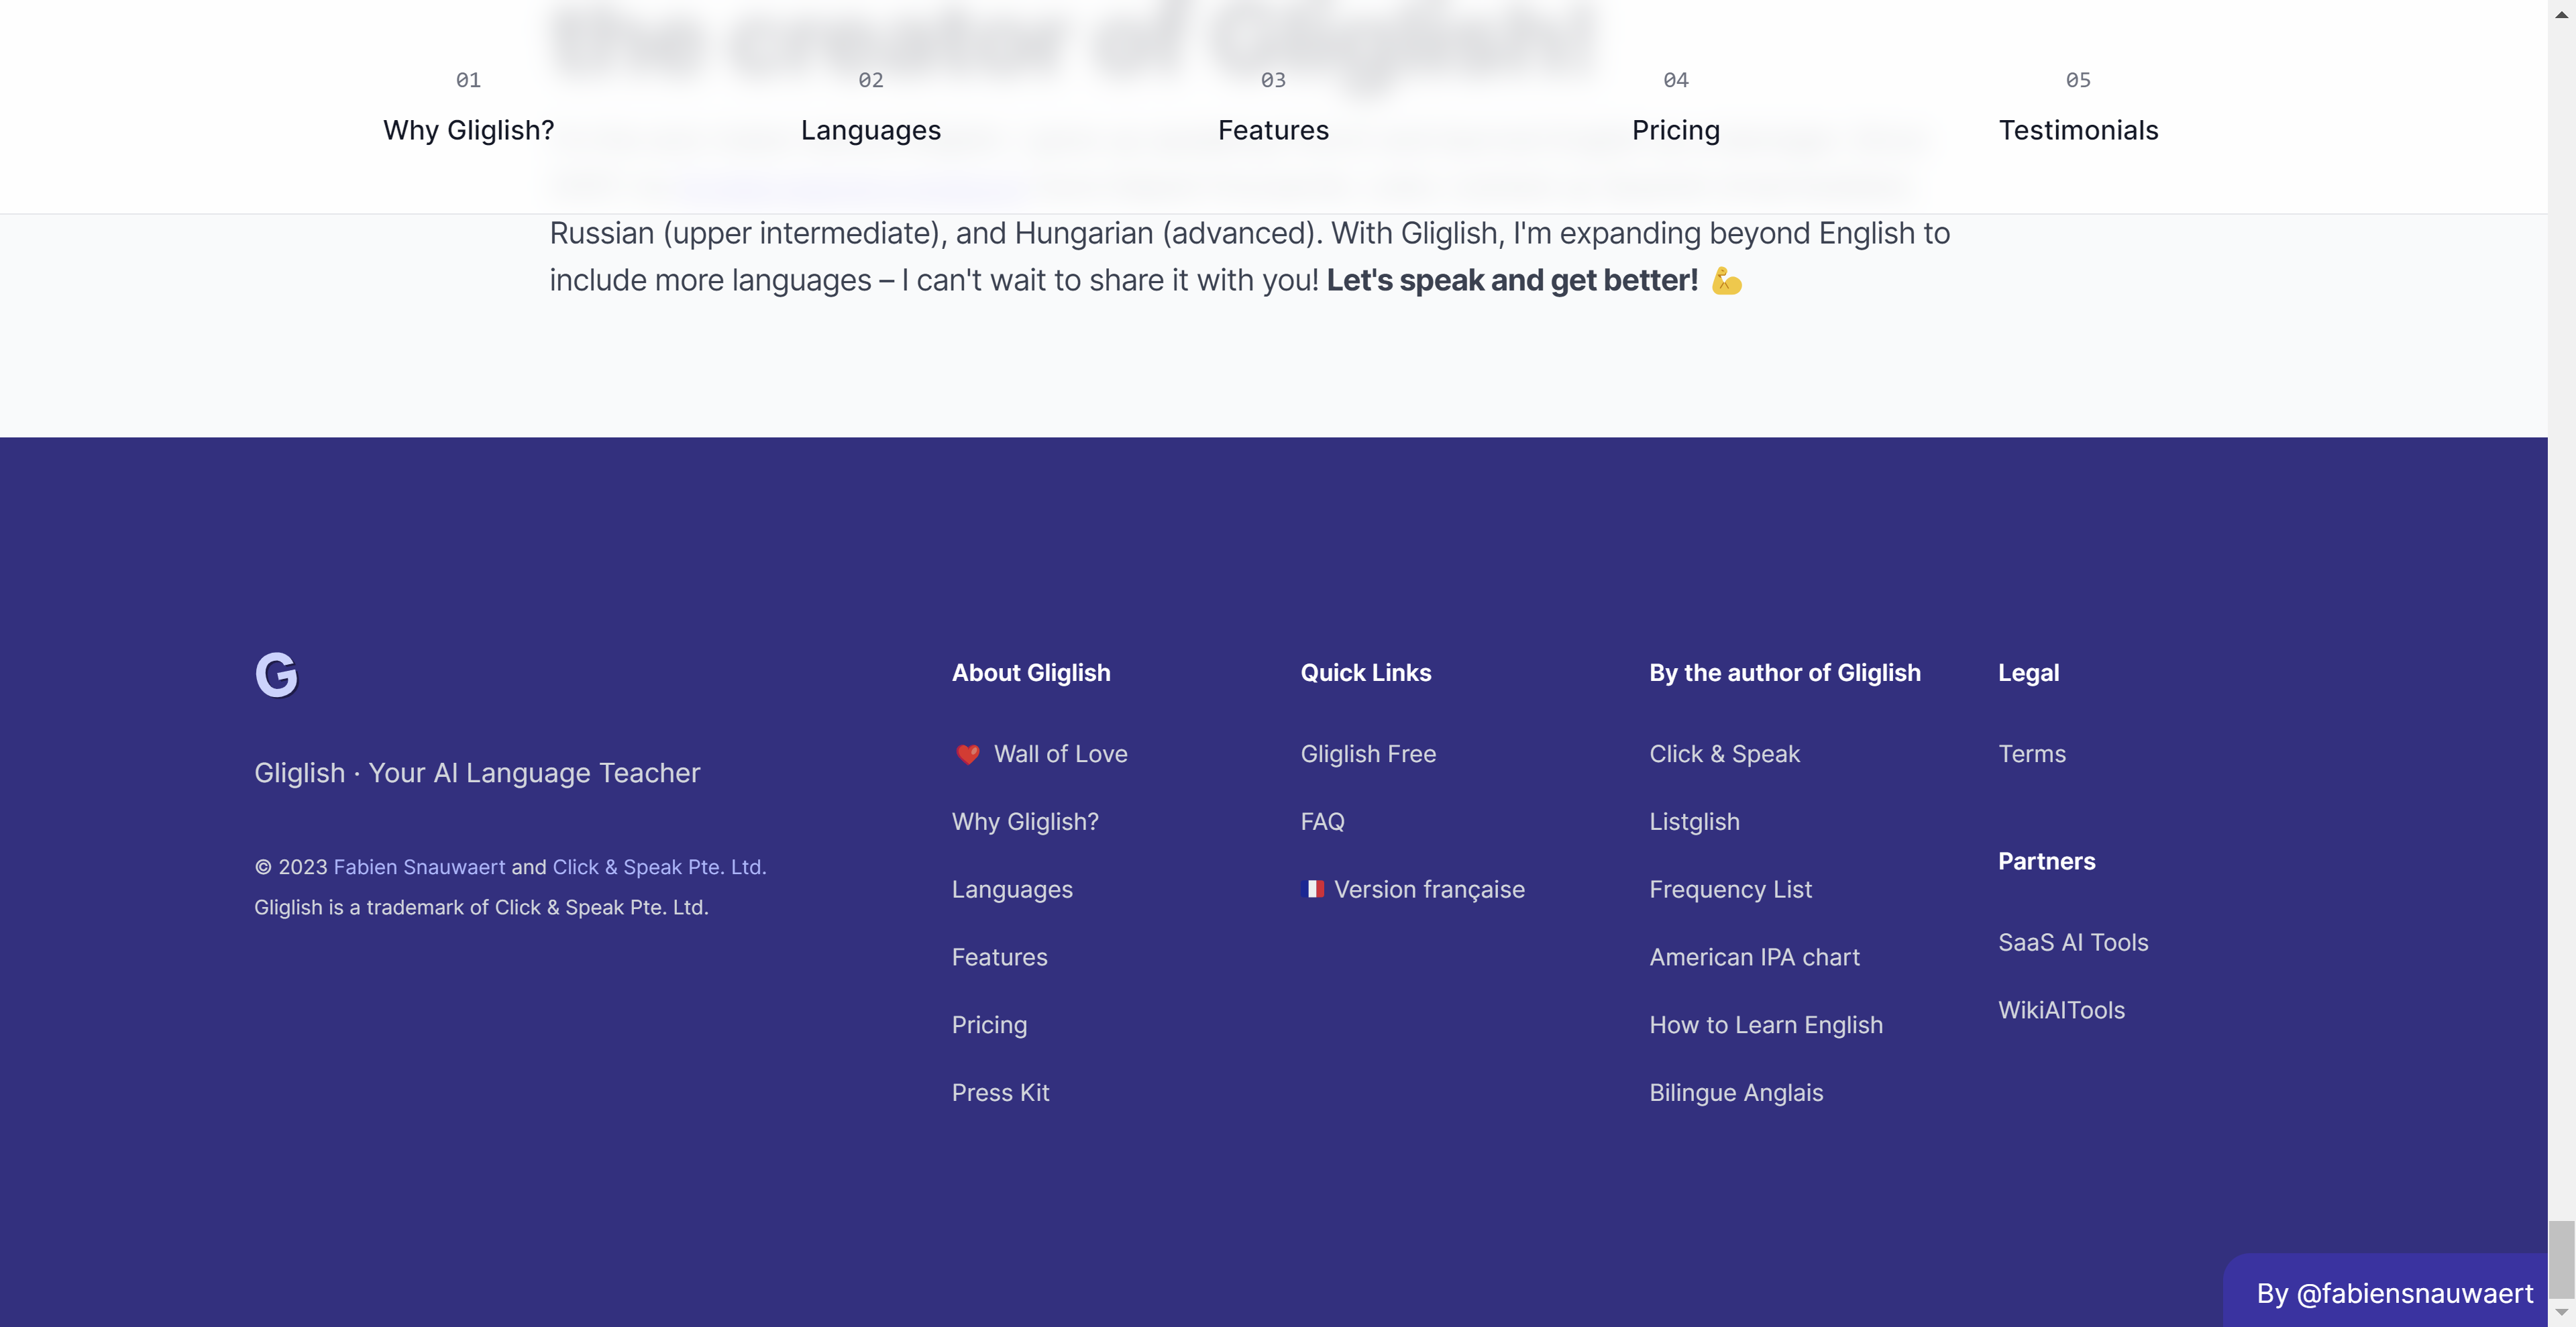 the creator of Gliglish!
01
Why Gliglish?
02
Languages
03
Features
04
Pricing
05
Testimonials
Russian (upper intermediate), and Hungarian (advanced). With Gliglish, I'm expanding beyond English to
include more languages – I can't wait to share it with you! Let's speak and get better! 💪
G
Gliglish · Your AI Language Teacher
© 2023 Fabien Snauwaert and Click & Speak Pte. Ltd.
Gliglish is a trademark of Click & Speak Pte. Ltd.
About Gliglish
❤️ Wall of Love
Why Gliglish?
Languages
Features
Pricing
Press Kit
Quick Links
Gliglish Free
FAQ
🇫🇷 Version française
By the author of Gliglish
Click & Speak
Listglish
Frequency List
American IPA chart
How to Learn English
Bilingue Anglais
Legal
Terms
Partners
SaaS AI Tools
WikiAITools
By @fabiensnauwaert